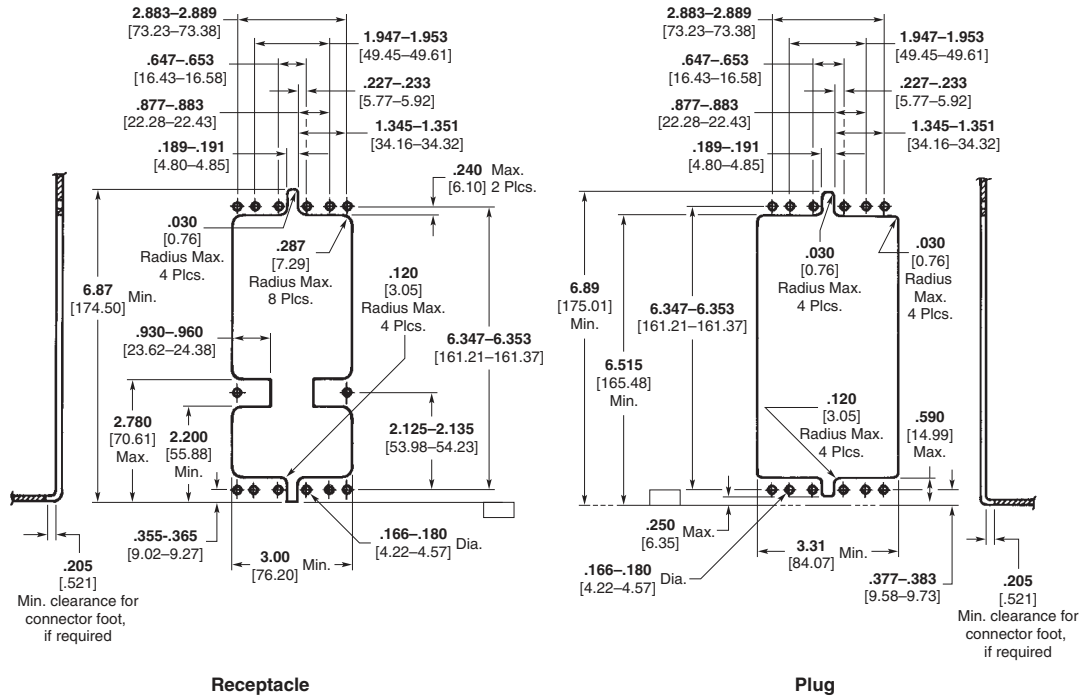 2.883–2.889
[73.23–73.38]
1.947–1.953
[49.45–49.61]
.647–.653
[16.43–16.58]
.227–.233
[5.77–5.92]
.877–.883
[22.28–22.43]
1.345–1.351
[34.16–34.32]
.189–.191
[4.80–4.85]
.240 Max.
[6.10] 2 Plcs.
.030
[0.76]
Radius Max.
4 Plcs.
.287
[7.29]
Radius Max.
8 Plcs.
.120
[3.05]
Radius Max.
4 Plcs.
6.87
[174.50] Min.
.930–.960
[23.62–24.38]
6.347–6.353
[161.21–161.37]
2.780
[70.61]
Max.
2.200
[55.88]
Min.
2.125–2.135
[53.98–54.23]
.355-.365
[9.02–9.27]
3.00
[76.20] Min.
.166–.180
[4.22–4.57] Dia.
.205
[.521]
Min. clearance for
connector foot,
if required
Receptacle
2.883–2.889
[73.23–73.38]
1.947–1.953
[49.45–49.61]
.647–.653
[16.43–16.58]
.227–.233
[5.77–5.92]
.877–.883
[22.28–22.43]
1.345–1.351
[34.16–34.32]
.189–.191
[4.80–4.85]
.030
[0.76]
Radius Max.
4 Plcs.
.030
[0.76]
Radius
Max.
4 Plcs.
6.89
[175.01]
Min.
6.347–6.353
[161.21–161.37]
6.515
[165.48]
Min.
.120
[3.05]
Radius Max.
4 Plcs.
.590
[14.99]
Max.
.250
[6.35] Max.
3.31
[84.07] Min.
.166–.180
[4.22–4.57] Dia.
.377–.383
[9.58–9.73]
.205
[.521]
Min. clearance for
connector foot,
if required
Plug